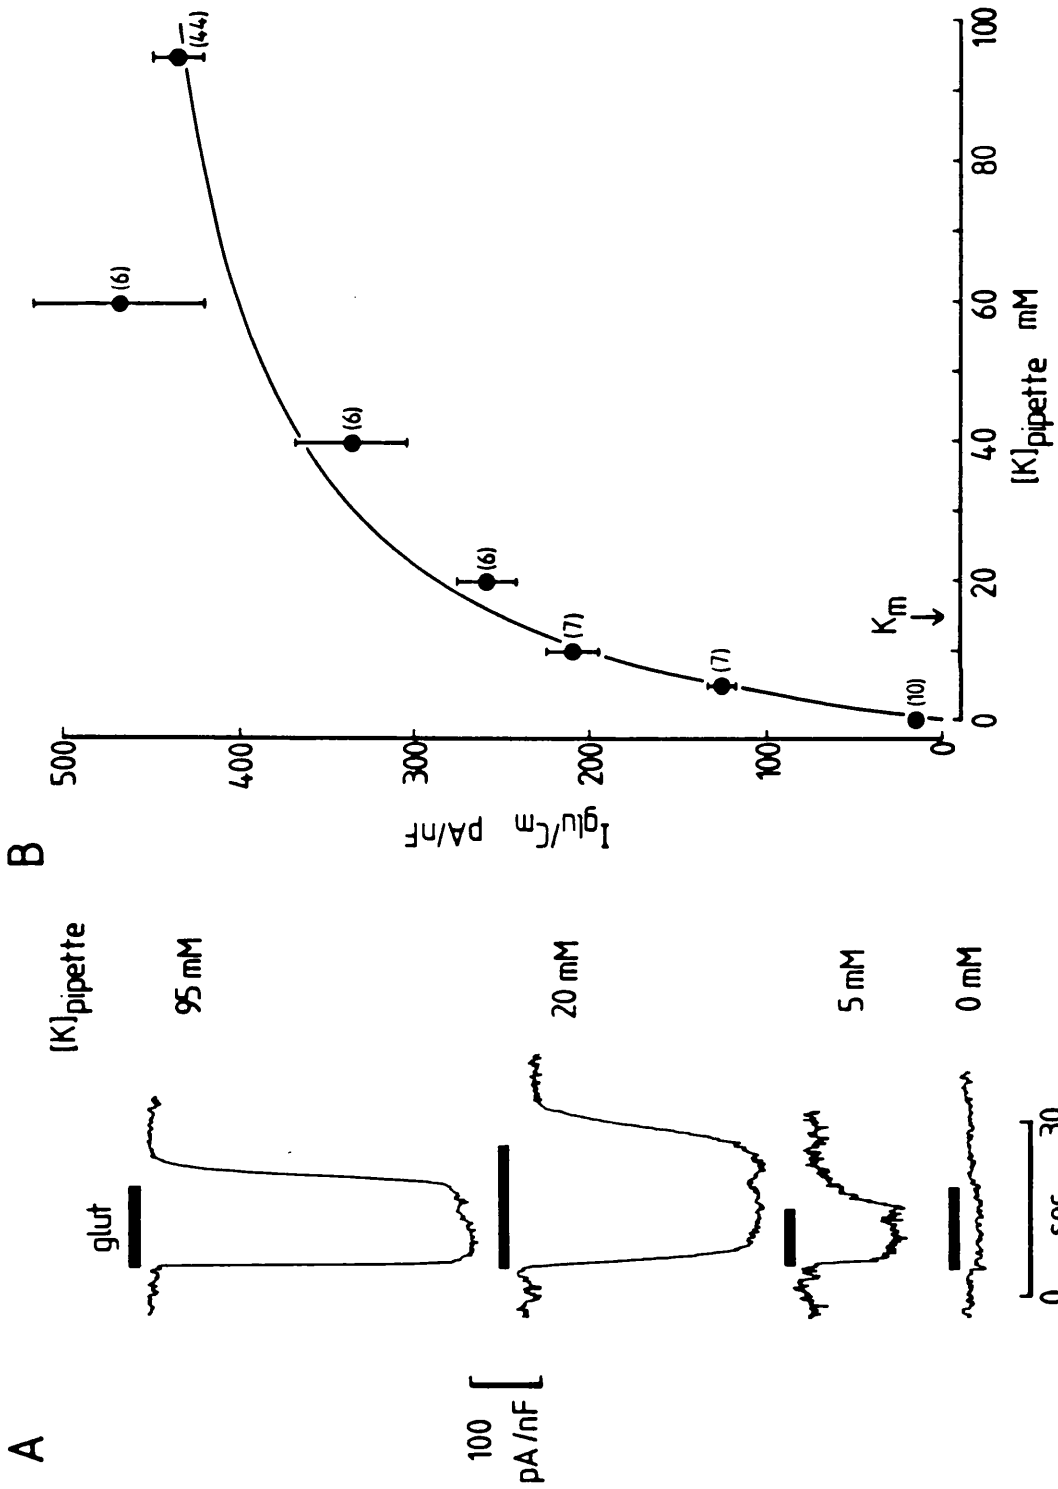 A
[K]pipette
glut
95 mM
100
pA/nF
20 mM
5 mM
0 mM
0
30
sec
B
Iglu/Cm pA/nF
500
400
300
200
100
0
(10)
(7)
(7)
(6)
(6)
(6)
(44)
Km
0
20
40
60
80
100
[K]pipette mM